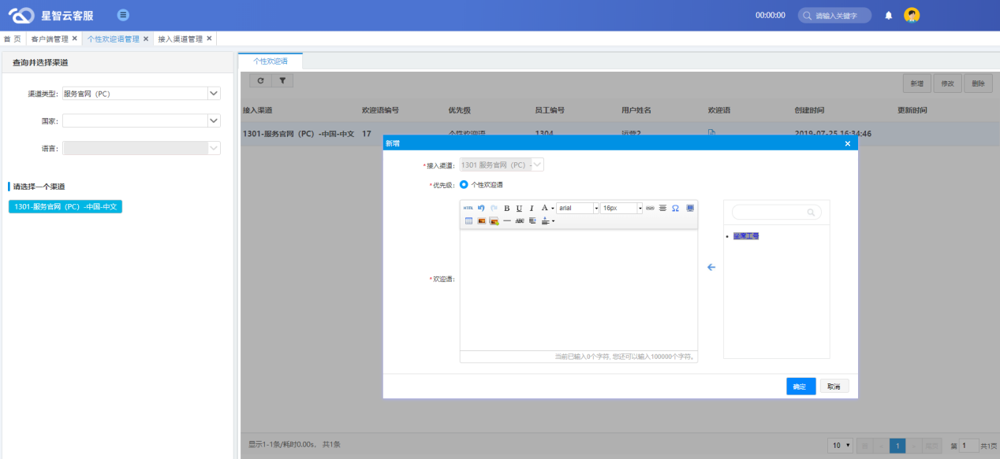 星智云客服
00:00:00
请输入关键字
首 页
客户端管理 ×
个性欢迎语管理 ×
接入渠道管理 ×
查询并选择渠道
渠道类型: 服务官网（PC）
国家:
语言:
请选择一个渠道
1301-服务官网（PC）-中国-中文
个性欢迎语
新增 修改 删除
接入渠道 欢迎语编号 优先级 员工编号 用户姓名 欢迎语 创建时间 更新时间
1301-服务官网（PC）-中国-中文 17 个性欢迎语 1304 运营2 2019-07-25 16:34:46
新增 ×
*接入渠道: 1301 服务官网（PC）-
*优先级: 个性欢迎语
HTML B U I A arial 16px Ω
ABC
坐席工号
*欢迎语:
当前已输入0个字符, 您还可以输入100000个字符。
确定 取消
显示1-1条/耗时0.00s， 共1条
10 1 第 1 共1页